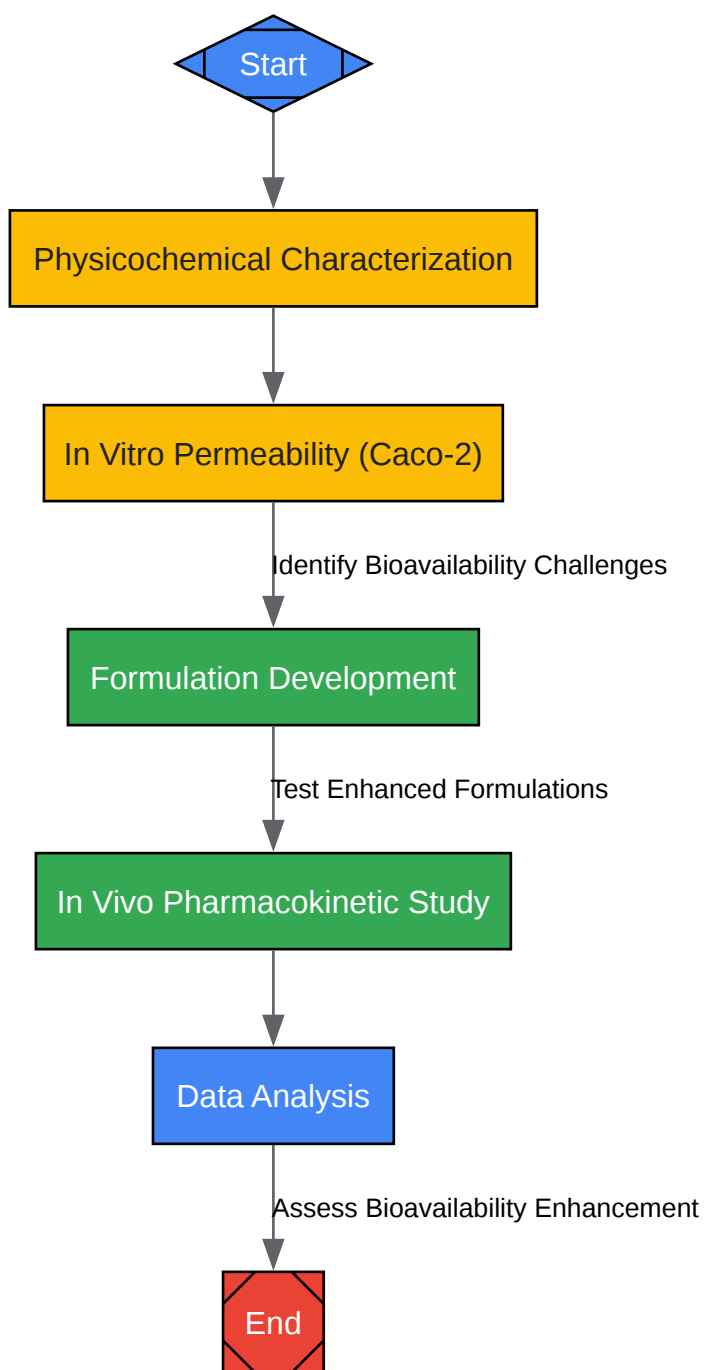 Start
Physicochemical Characterization
In Vitro Permeability (Caco-2)
Identify Bioavailability Challenges
Formulation Development
Test Enhanced Formulations
In Vivo Pharmacokinetic Study
Data Analysis
Assess Bioavailability Enhancement
End